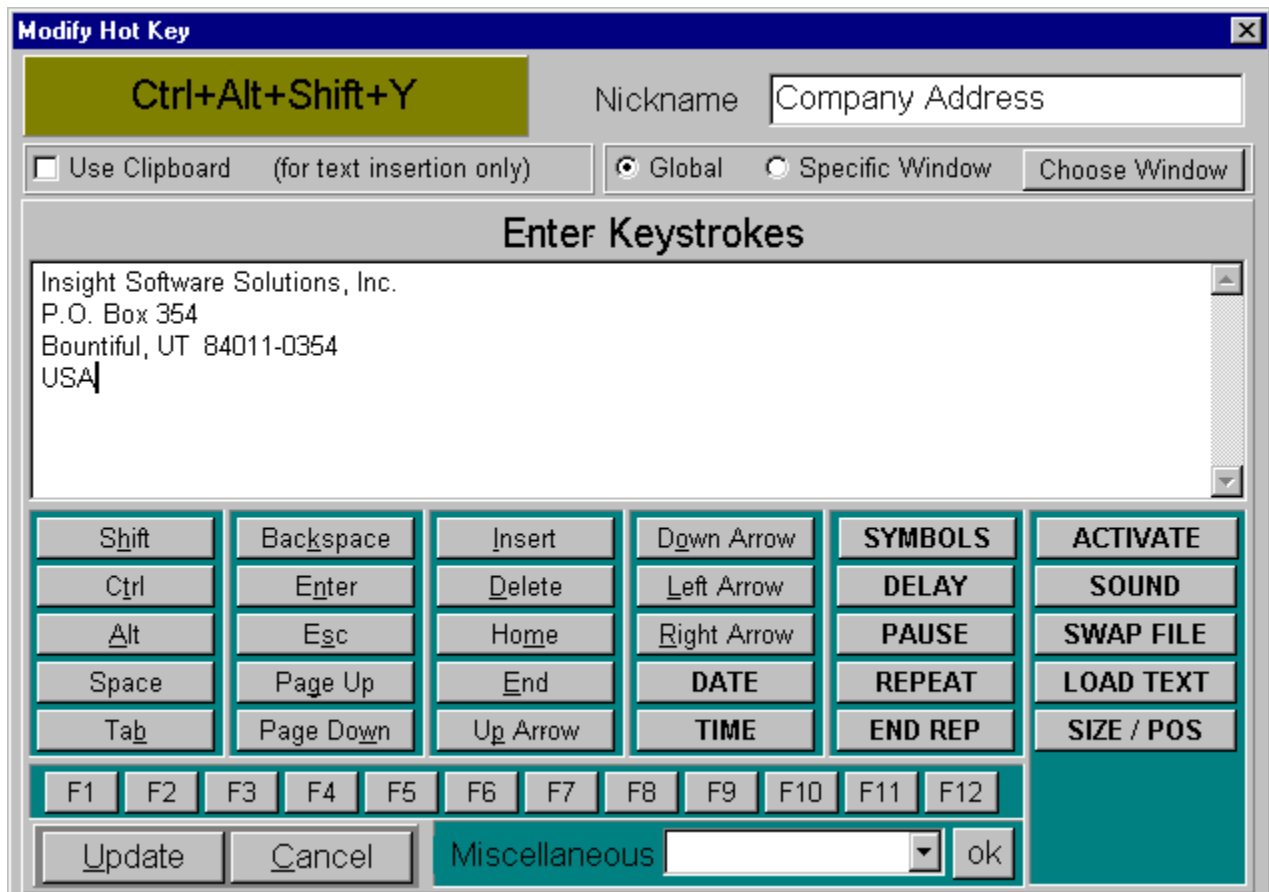 Modify Hot Key
Ctrl+Alt+Shift+Y
Nickname Company Address
Use Clipboard (for text insertion only) Global Specific Window Choose Window
Enter Keystrokes
Insight Software Solutions, Inc.
P.O. Box 354
Bountiful, UT  84011-0354
USA
Shift Backspace Insert Down Arrow SYMBOLS ACTIVATE
Ctrl Enter Delete Left Arrow DELAY SOUND
Alt Esc Home Right Arrow PAUSE SWAP FILE
Space Page Up End DATE REPEAT LOAD TEXT
Tab Page Down Up Arrow TIME END REP SIZE / POS
F1 F2 F3 F4 F5 F6 F7 F8 F9 F10 F11 F12
Update Cancel Miscellaneous ok